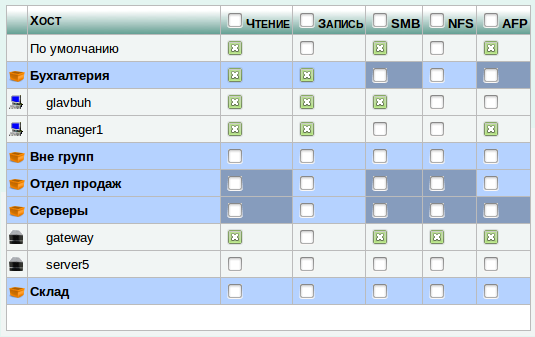 Хост Чтение Запись SMB NFS AFP
По умолчанию
Бухгалтерия
glavbuh
manager1
Вне групп
Отдел продаж
Серверы
gateway
server5
Склад